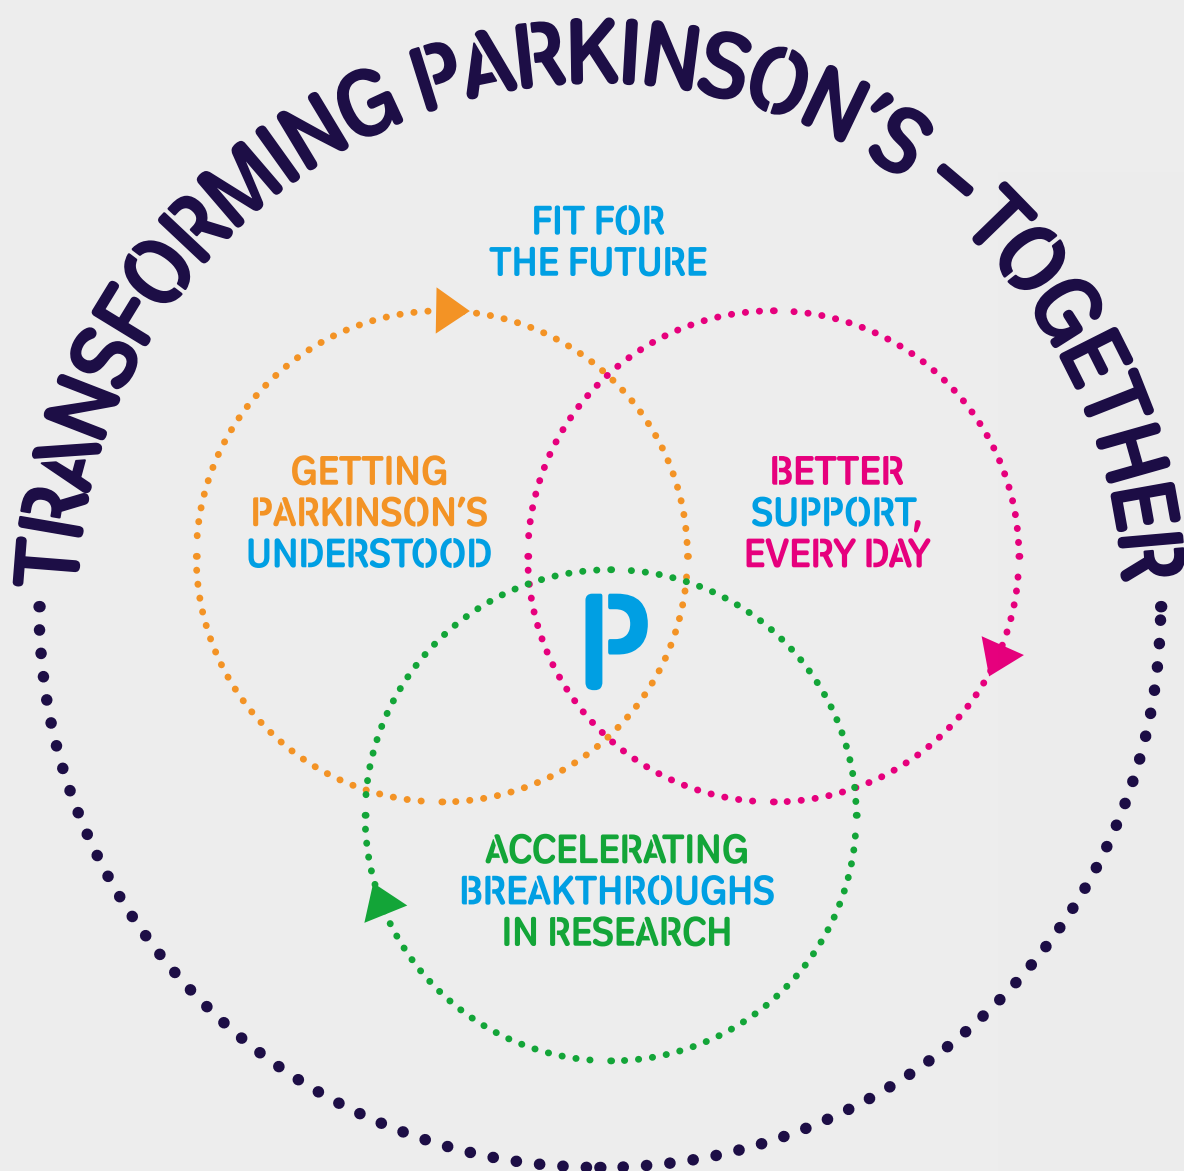 TRANSFORMING PARKINSON'S – TOGETHER
FIT FOR
THE FUTURE
GETTING
PARKINSON'S
UNDERSTOOD
BETTER
SUPPORT,
EVERY DAY
P
ACCELERATING
BREAKTHROUGHS
IN RESEARCH